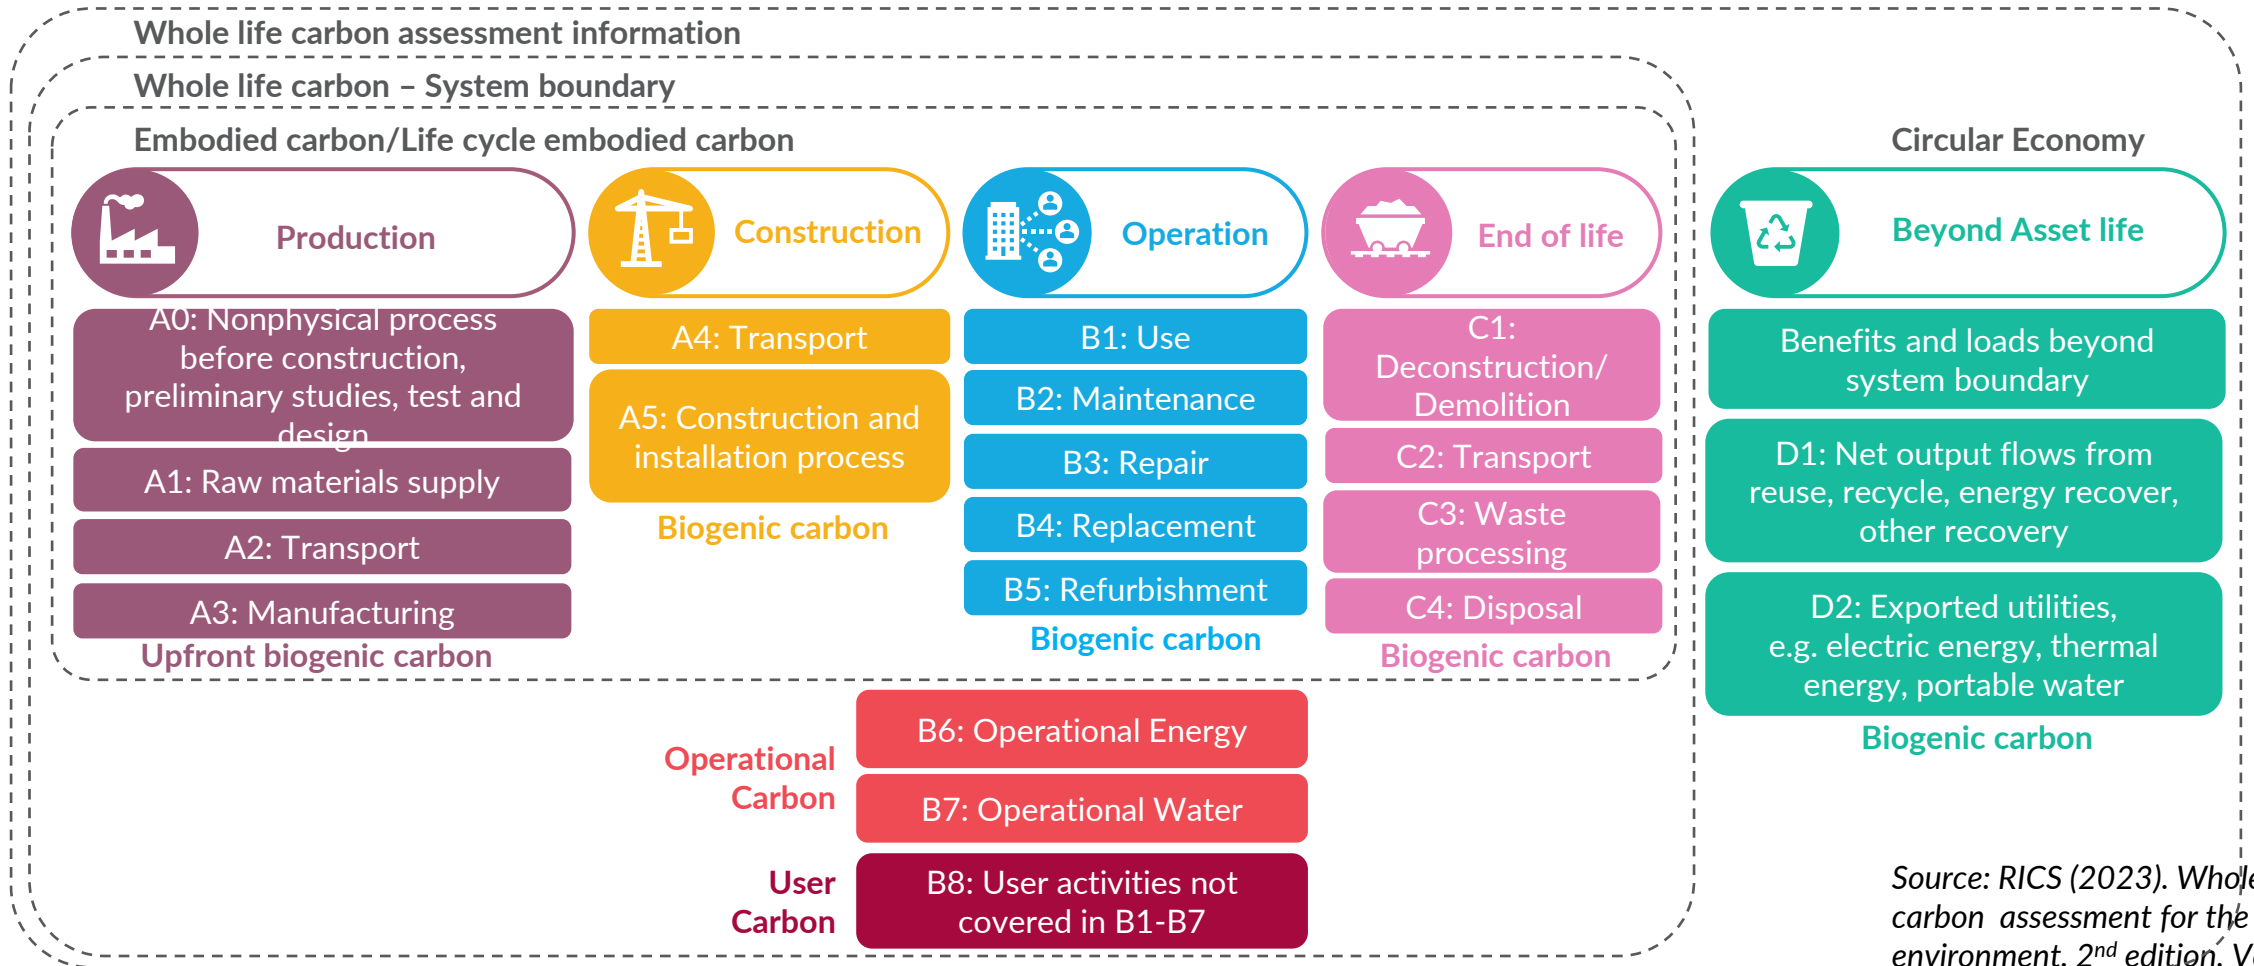 Whole life carbon assessment information
Whole life carbon – System boundary
Embodied carbon/Life cycle embodied carbon
Circular Economy
Production
Construction
Operation
End of life
Beyond Asset life
A0: Nonphysical process
before construction,
preliminary studies, test and
design
A1: Raw materials supply
A2: Transport
A3: Manufacturing
Upfront biogenic carbon
A4: Transport
A5: Construction and
installation process
Biogenic carbon
B1: Use
B2: Maintenance
B3: Repair
B4: Replacement
B5: Refurbishment
Biogenic carbon
C1:
Deconstruction/
Demolition
C2: Transport
C3: Waste
processing
C4: Disposal
Biogenic carbon
Benefits and loads beyond
system boundary
D1: Net output flows from
reuse, recycle, energy recover,
other recovery
D2: Exported utilities,
e.g. electric energy, thermal
energy, portable water
Biogenic carbon
Operational
Carbon
B6: Operational Energy
B7: Operational Water
User
Carbon
B8: User activities not
covered in B1-B7
Source: RICS (2023). Whole
carbon assessment for the
environment, 2nd edition,